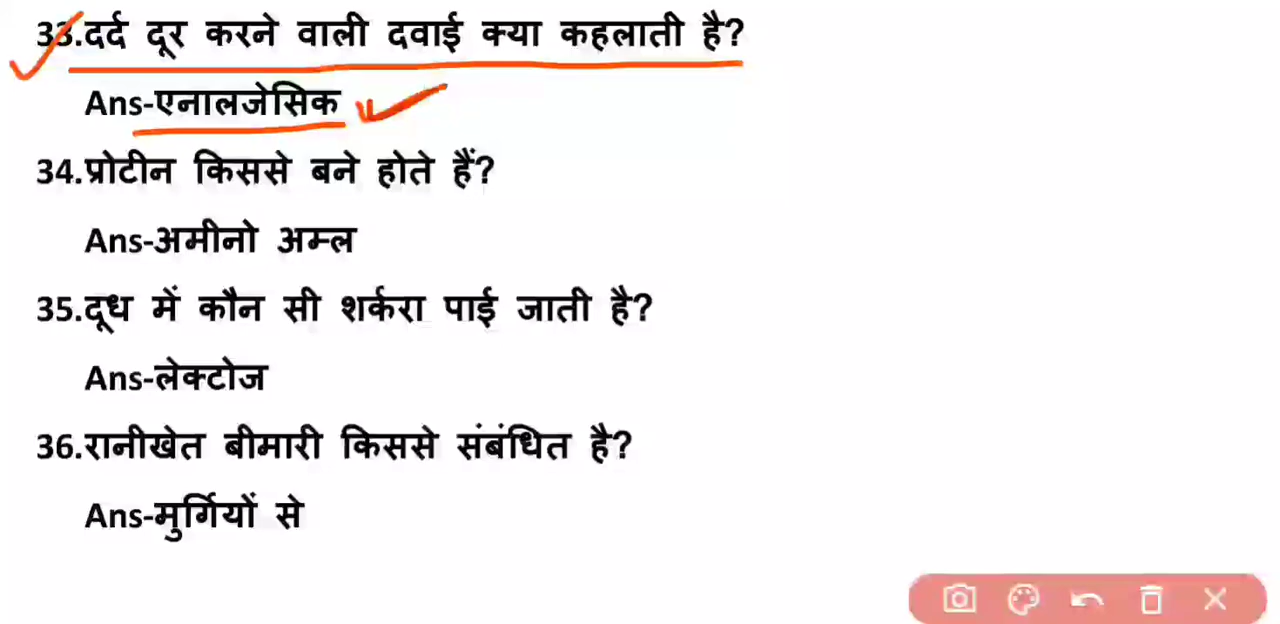 33.दर्द दूर करने वाली दवाई क्या कहलाती है?
Ans-एनालजेसिक
34.प्रोटीन किससे बने होते हैं?
Ans-अमीनो अम्ल
35.दूध में कौन सी शर्करा पाई जाती है?
Ans-लेक्टोज
36.रानीखेत बीमारी किससे संबंधित है?
Ans-मुर्गियों से